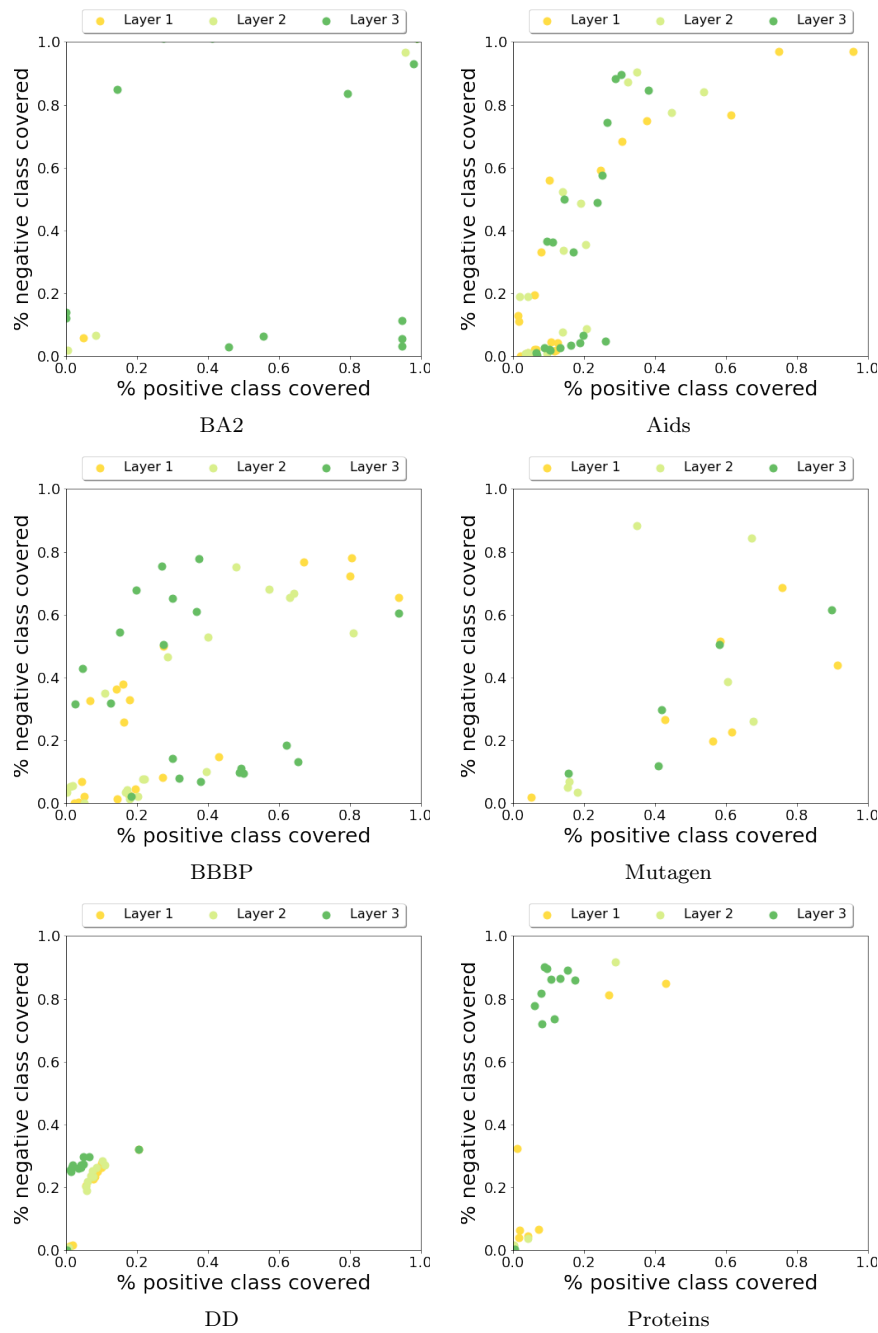 Layer 1 Layer 2 Layer 3 Layer 1 Layer 2 Layer 3
1.0 1.0
0.8 0.8
0.6 0.6
0.4 0.4
0.2 0.2
0.0 0.0
% negative class covered % negative class covered
0.0 0.2 0.4 0.6 0.8 1.0 0.0 0.2 0.4 0.6 0.8 1.0
% positive class covered % positive class covered
BA2 Aids
Layer 1 Layer 2 Layer 3 Layer 1 Layer 2 Layer 3
1.0 1.0
0.8 0.8
0.6 0.6
0.4 0.4
0.2 0.2
0.0 0.0
% negative class covered % negative class covered
0.0 0.2 0.4 0.6 0.8 1.0 0.0 0.2 0.4 0.6 0.8 1.0
% positive class covered % positive class covered
BBBP Mutagen
Layer 1 Layer 2 Layer 3 Layer 1 Layer 2 Layer 3
1.0 1.0
0.8 0.8
0.6 0.6
0.4 0.4
0.2 0.2
0.0 0.0
% negative class covered % negative class covered
0.0 0.2 0.4 0.6 0.8 1.0 0.0 0.2 0.4 0.6 0.8 1.0
% positive class covered % positive class covered
DD Proteins